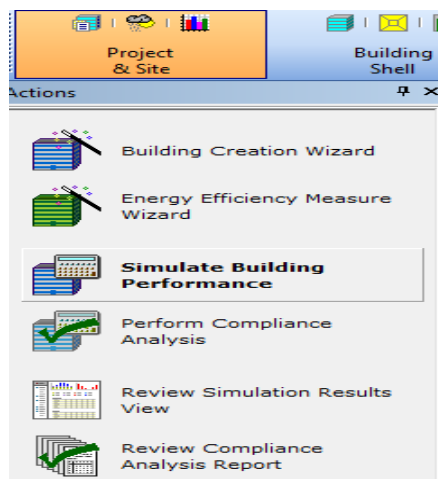 Project
& Site
Building
Shell
Actions
Building Creation Wizard
Energy Efficiency Measure
Wizard
Simulate Building
Performance
Perform Compliance
Analysis
Review Simulation Results
View
Review Compliance
Analysis Report